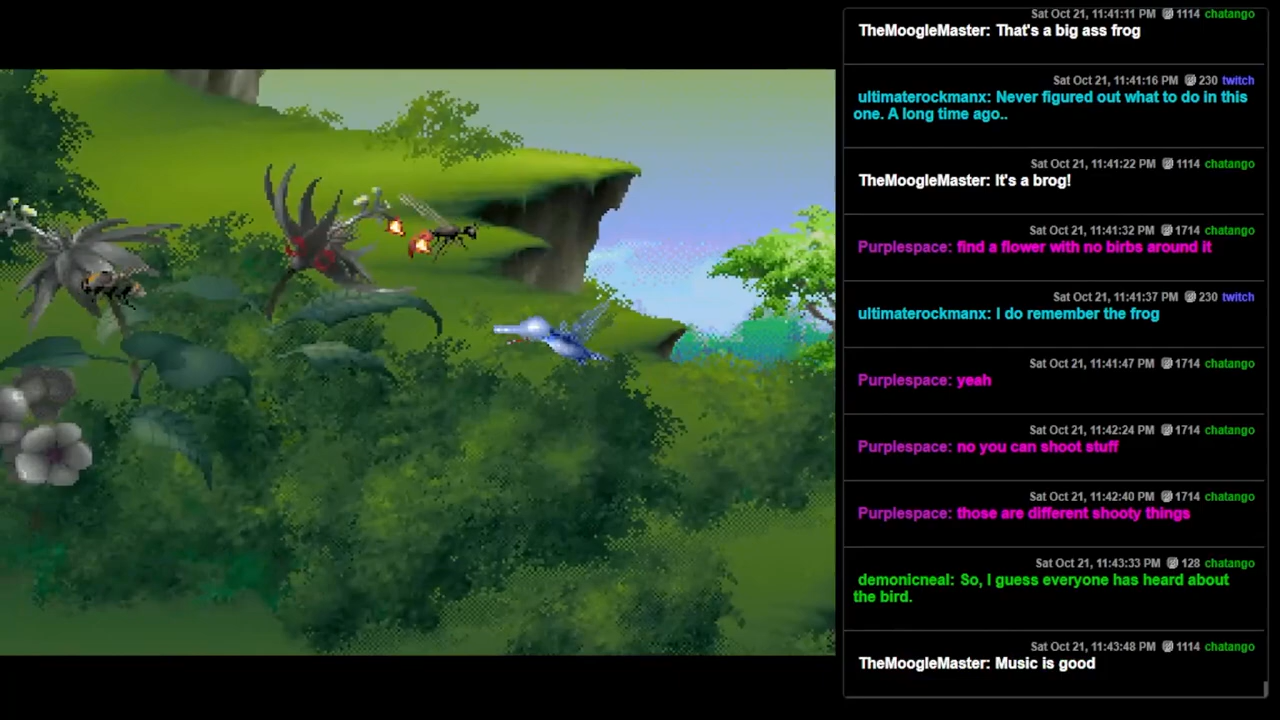 Sat Oct 21, 11:41:11 PM 1114 chatango
TheMoogleMaster: That's a big ass frog
Sat Oct 21, 11:41:16 PM 230 twitch
ultimaterockmanx: Never figured out what to do in this
one. A long time ago..
Sat Oct 21, 11:41:22 PM 1114 chatango
TheMoogleMaster: It's a brog!
Sat Oct 21, 11:41:32 PM 1714 chatango
Purplespace: find a flower with no birbs around it
Sat Oct 21, 11:41:37 PM 230 twitch
ultimaterockmanx: I do remember the frog
Sat Oct 21, 11:41:47 PM 1714 chatango
Purplespace: yeah
Sat Oct 21, 11:42:24 PM 1714 chatango
Purplespace: no you can shoot stuff
Sat Oct 21, 11:42:40 PM 1714 chatango
Purplespace: those are different shooty things
Sat Oct 21, 11:43:33 PM 128 chatango
demonicneal: So, I guess everyone has heard about
the bird.
Sat Oct 21, 11:43:48 PM 1114 chatango
TheMoogleMaster: Music is good